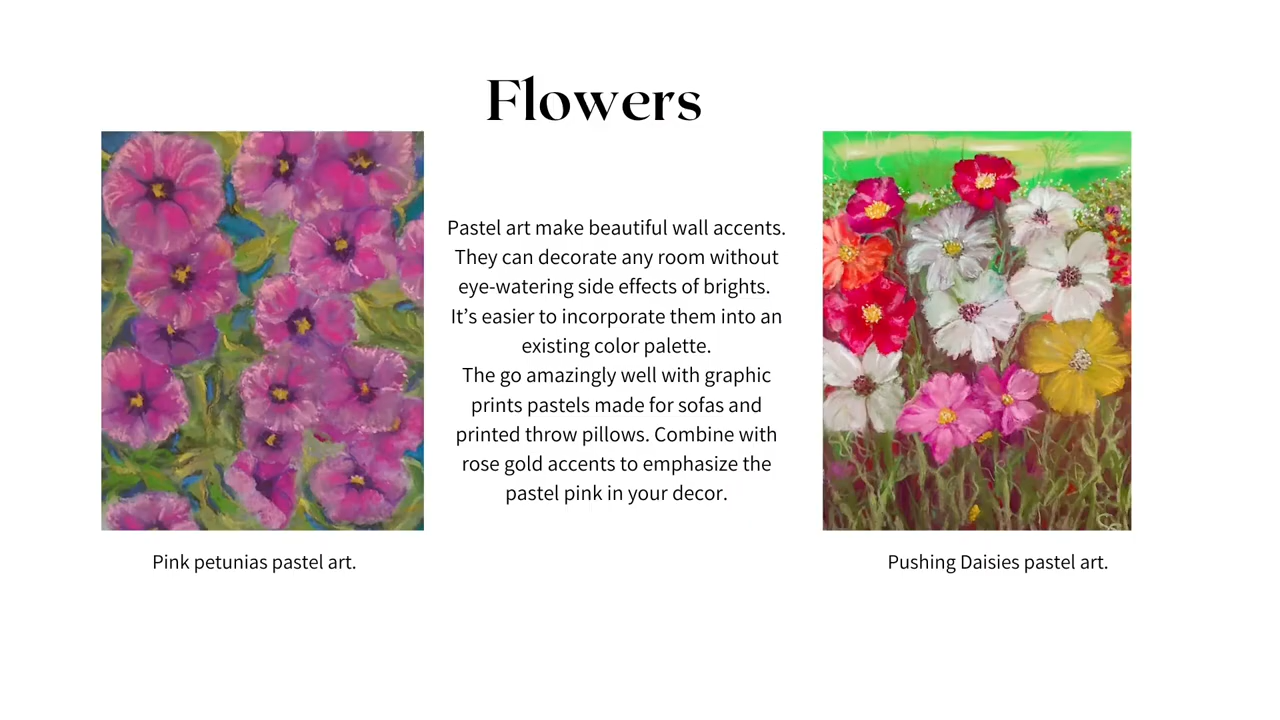 Flowers
Pastel art make beautiful wall accents.
They can decorate any room without
eye-watering side effects of brights.
It’s easier to incorporate them into an
existing color palette.
The go amazingly well with graphic
prints pastels made for sofas and
printed throw pillows. Combine with
rose gold accents to emphasize the
pastel pink in your decor.
Pink petunias pastel art.
Pushing Daisies pastel art.